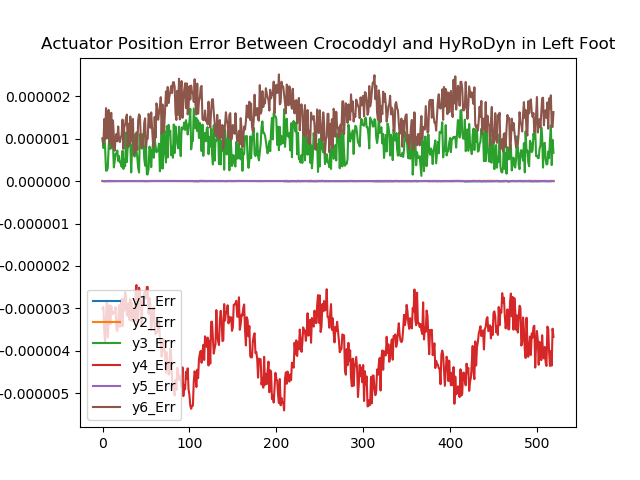 Actuator Position Error Between Crocoddyl and HyRoDyn in Left Foot
0.000002
0.000001
0.000000
−0.000001
−0.000002
−0.000003
−0.000004
−0.000005
y1_Err
y2_Err
y3_Err
y4_Err
y5_Err
y6_Err
0 100 200 300 400 500